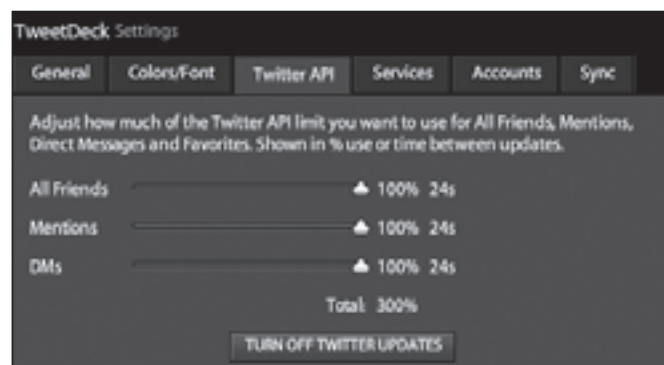 TweetDeck Settings
General Colors/Font Twitter API Services Accounts Sync
Adjust how much of the Twitter API limit you want to use for All Friends, Mentions,
Direct Messages and Favorites. Shown in % use or time between updates.
All Friends 100% 24s
Mentions 100% 24s
DMs 100% 24s
Total: 300%
TURN OFF TWITTER UPDATES